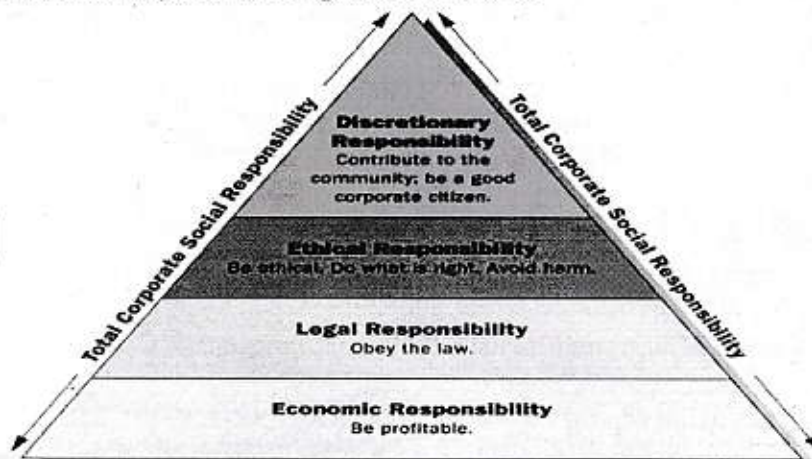 Total Corporate Social Responsibility
Total Corporate Social Responsibility
Discretionary
Responsibility
Contribute to the
community; be a good
corporate citizen.
Ethical Responsibility
Be ethical. Do what is right. Avoid harm.
Legal Responsibility
Obey the law.
Economic Responsibility
Be profitable.